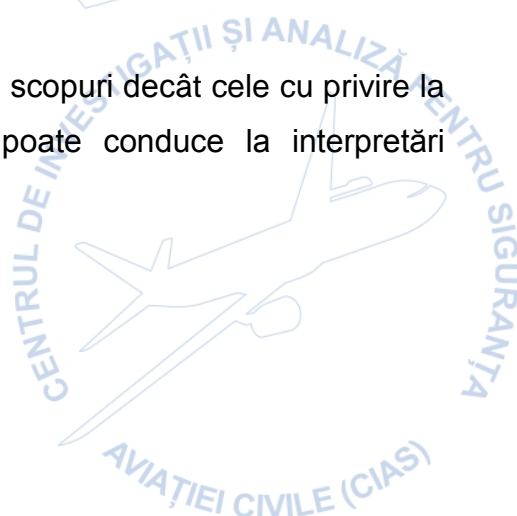 CENTRUL DE INVESTIGAȚII ȘI ANALIZĂ PENTRU SIGURANȚA
scopuri decât cele cu privire la
poate conduce la interpretări
AVIAȚIEI CIVILE (CIAS)